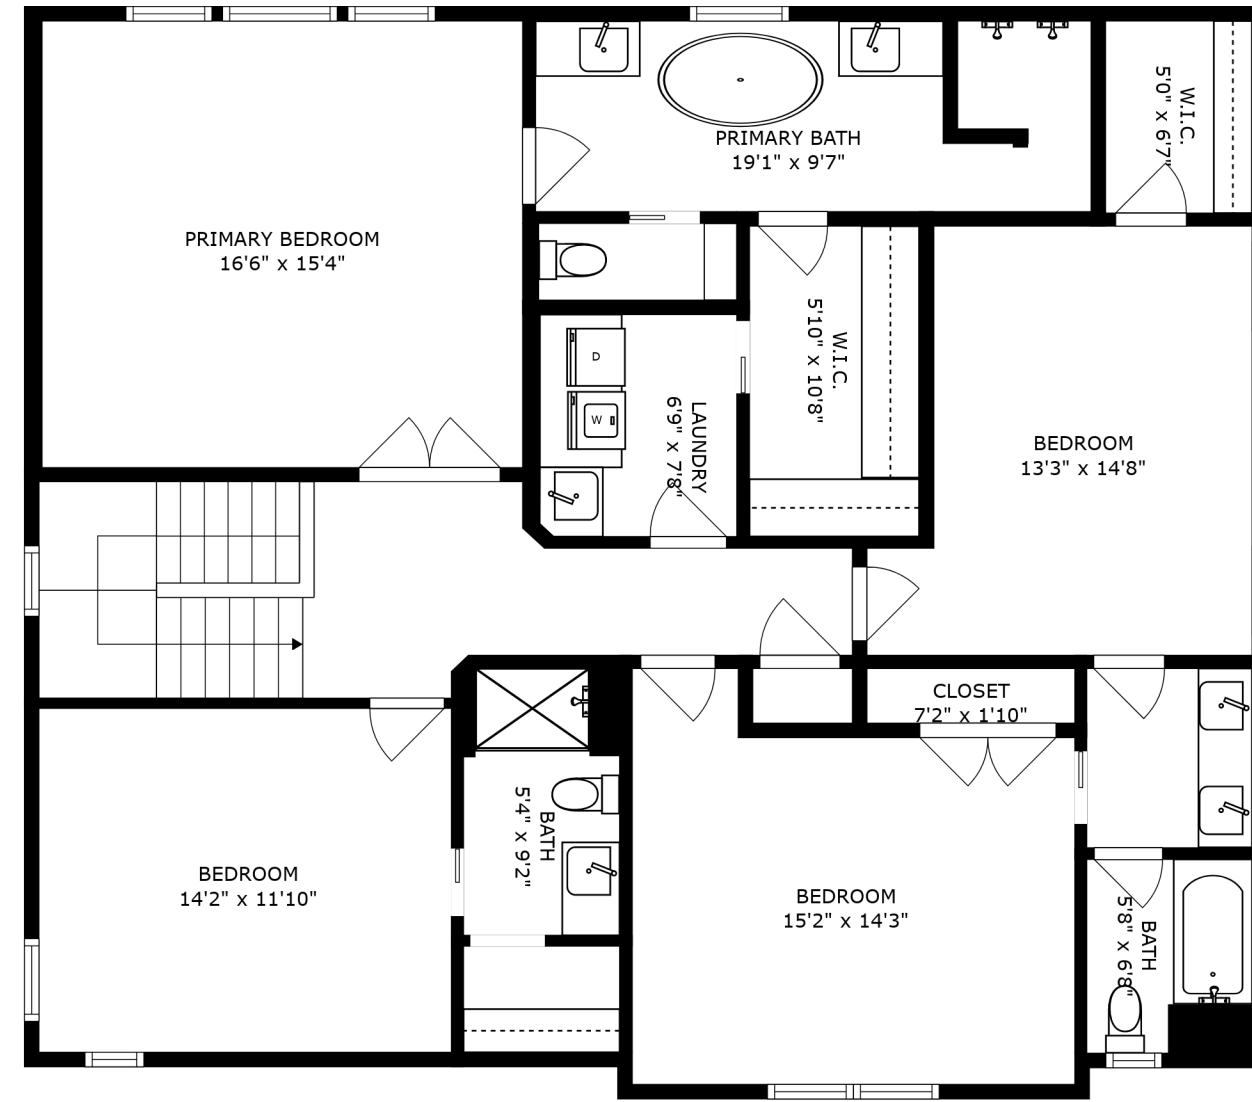 PRIMARY BATH
19'1" x 9'7"
W.I.C.
5'0" x 6'7"
PRIMARY BEDROOM
16'6" x 15'4"
D
W
LAUNDRY
6'9" x 7'8"
W.I.C.
5'10" x 10'8"
BEDROOM
13'3" x 14'8"
CLOSET
7'2" x 1'10"
BATH
5'4" x 9'2"
BEDROOM
14'2" x 11'10"
BEDROOM
15'2" x 14'3"
BATH
5'8" x 6'8"